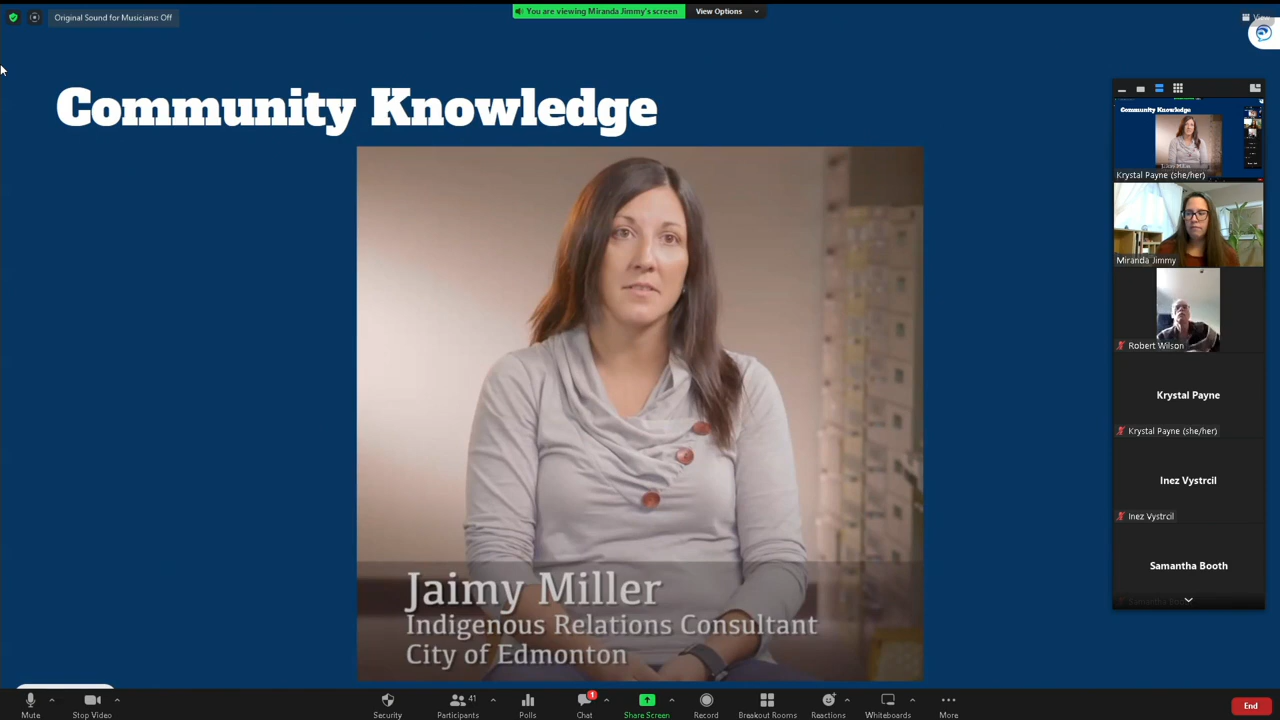 Original Sound for Musicians: Off
You are viewing Miranda Jimmy's screen
View Options
View
Community Knowledge
Jaimy Miller
Indigenous Relations Consultant
City of Edmonton
Community Knowledge
Krystal Payne (she/her)
Miranda Jimmy
Robert Wilson
Krystal Payne
Krystal Payne (she/her)
Inez Vystrcil
Inez Vystrcil
Samantha Booth
Mute
Stop Video
Security
Participants
41
Polls
Chat
1
Share Screen
Record
Breakout Rooms
Reactions
Whiteboards
More
End